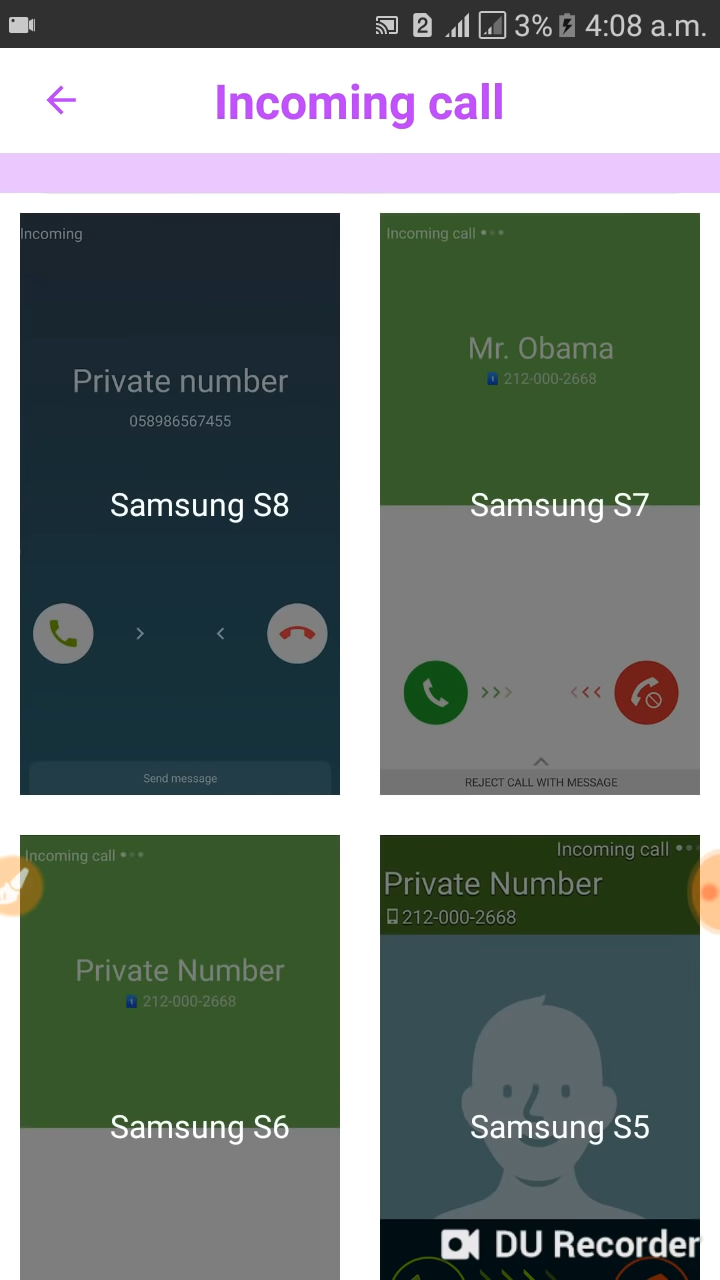 2 3% 4:08 a.m.
Incoming call
Incoming
Private number
058986567455
Samsung S8
Send message
Incoming call
Mr. Obama
212-000-2668
Samsung S7
REJECT CALL WITH MESSAGE
Incoming call
Private Number
212-000-2668
Samsung S6
Incoming call
Private Number
212-000-2668
Samsung S5
DU Recorder